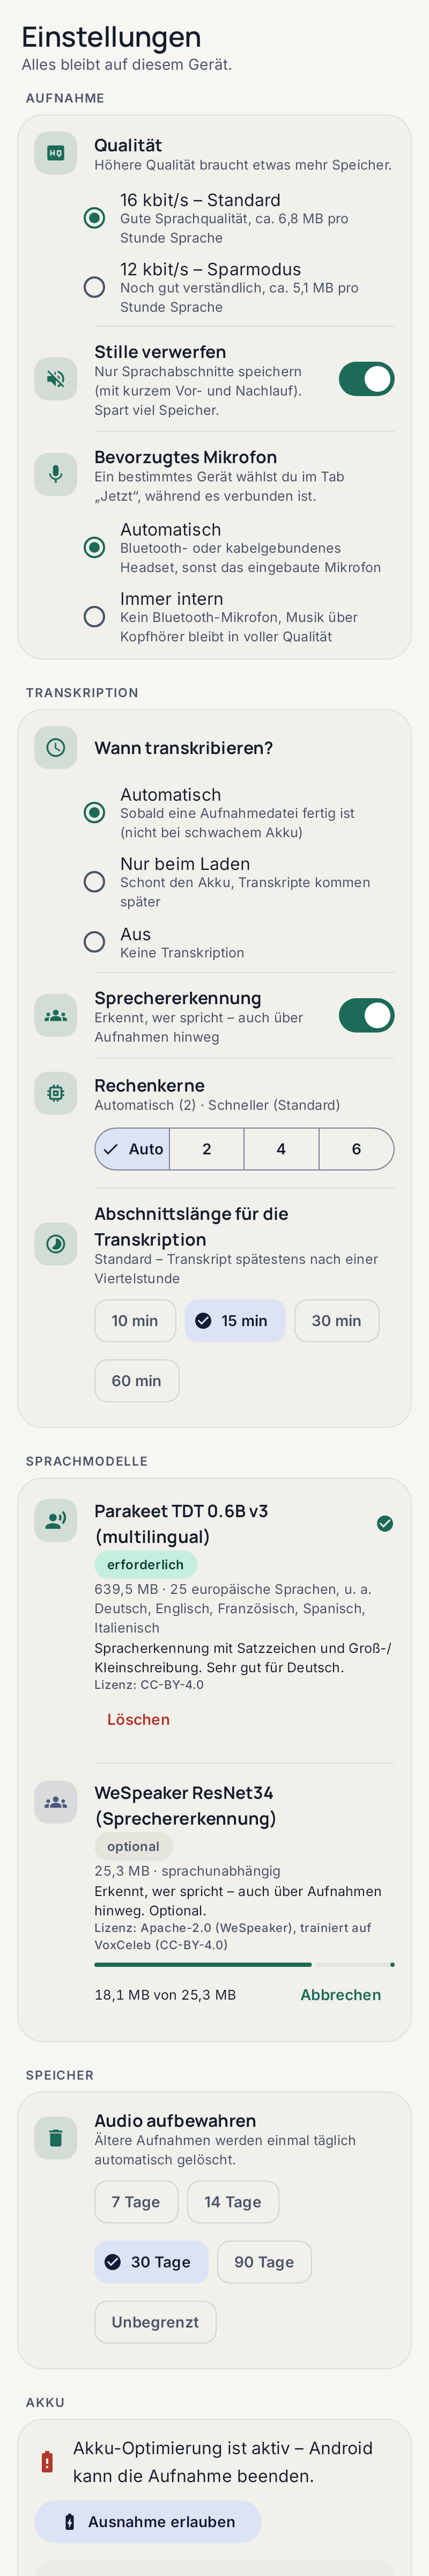 Einstellungen
Alles bleibt auf diesem Gerät.
AUFNAHME
HQ
Qualität
Höhere Qualität braucht etwas mehr Speicher.
16 kbit/s – Standard
Gute Sprachqualität, ca. 6,8 MB pro
Stunde Sprache
12 kbit/s – Sparmodus
Noch gut verständlich, ca. 5,1 MB pro
Stunde Sprache
Stille verwerfen
Nur Sprachabschnitte speichern
(mit kurzem Vor- und Nachlauf).
Spart viel Speicher.
Bevorzugtes Mikrofon
Ein bestimmtes Gerät wählst du im Tab
„Jetzt“, während es verbunden ist.
Automatisch
Bluetooth- oder kabelgebundenes
Headset, sonst das eingebaute Mikrofon
Immer intern
Kein Bluetooth-Mikrofon, Musik über
Kopfhörer bleibt in voller Qualität
TRANSKRIPTION
Wann transkribieren?
Automatisch
Sobald eine Aufnahmedatei fertig ist
(nicht bei schwachem Akku)
Nur beim Laden
Schont den Akku, Transkripte kommen
später
Aus
Keine Transkription
Sprechererkennung
Erkennt, wer spricht – auch über
Aufnahmen hinweg
Rechenkerne
Automatisch (2) · Schneller (Standard)
Auto 2 4 6
Abschnittslänge für die
Transkription
Standard – Transkript spätestens nach einer
Viertelstunde
10 min 15 min 30 min
60 min
SPRACHMODELLE
Parakeet TDT 0.6B v3
(multilingual)
erforderlich
639,5 MB · 25 europäische Sprachen, u. a.
Deutsch, Englisch, Französisch, Spanisch,
Italienisch
Spracherkennung mit Satzzeichen und Groß-/
Kleinschreibung. Sehr gut für Deutsch.
Lizenz: CC-BY-4.0
Löschen
WeSpeaker ResNet34
(Sprechererkennung)
optional
25,3 MB · sprachunabhängig
Erkennt, wer spricht – auch über Aufnahmen
hinweg. Optional.
Lizenz: Apache-2.0 (WeSpeaker), trainiert auf
VoxCeleb (CC-BY-4.0)
18,1 MB von 25,3 MB Abbrechen
SPEICHER
Audio aufbewahren
Ältere Aufnahmen werden einmal täglich
automatisch gelöscht.
7 Tage 14 Tage
30 Tage 90 Tage
Unbegrenzt
AKKU
Akku-Optimierung ist aktiv – Android
kann die Aufnahme beenden.
Ausnahme erlauben